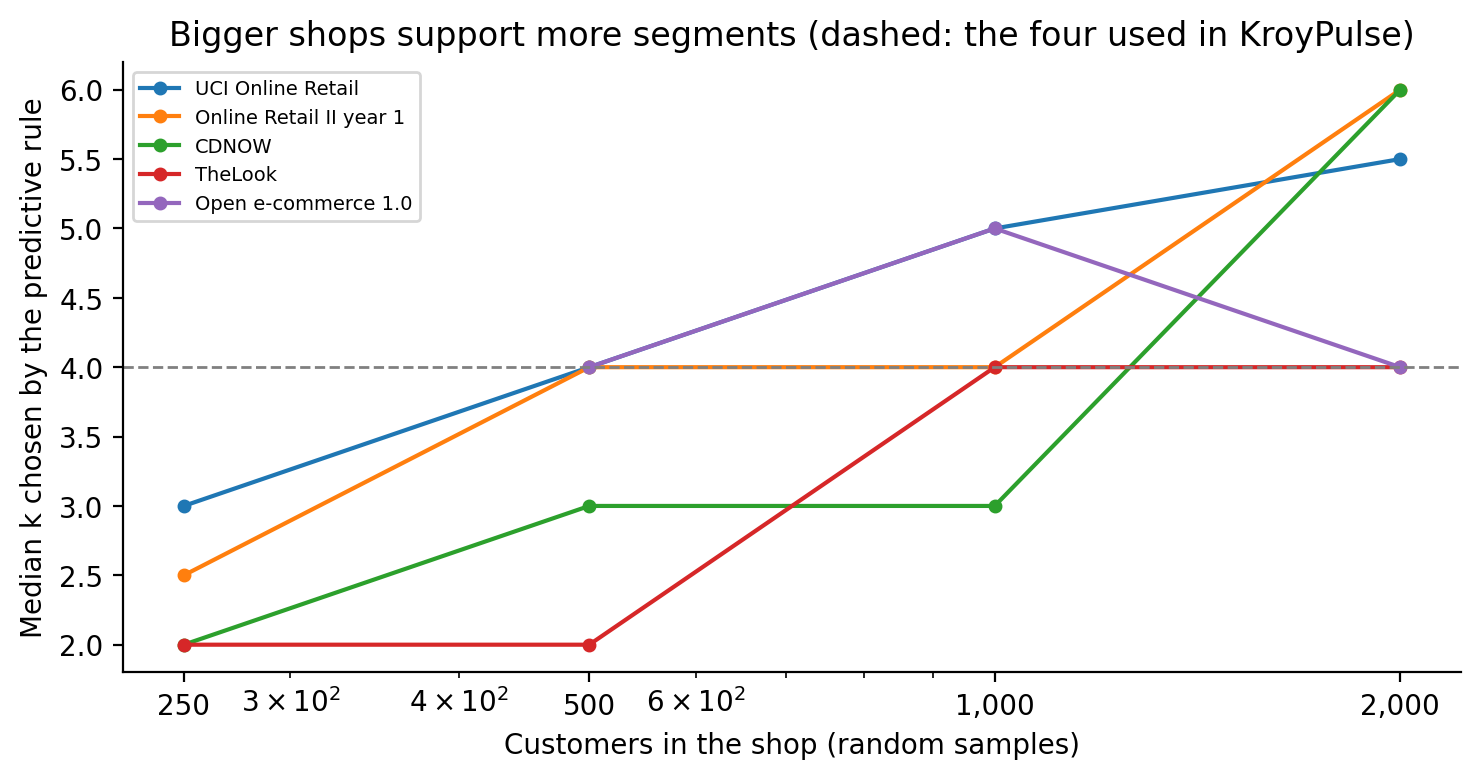 Bigger shops support more segments (dashed: the four used in KroyPulse)
UCI Online Retail
Online Retail II year 1
CDNOW
TheLook
Open e-commerce 1.0
Median k chosen by the predictive rule
6.0
5.5
5.0
4.5
4.0
3.5
3.0
2.5
2.0
250
3 × 10²
4 × 10²
500
6 × 10²
1,000
2,000
Customers in the shop (random samples)